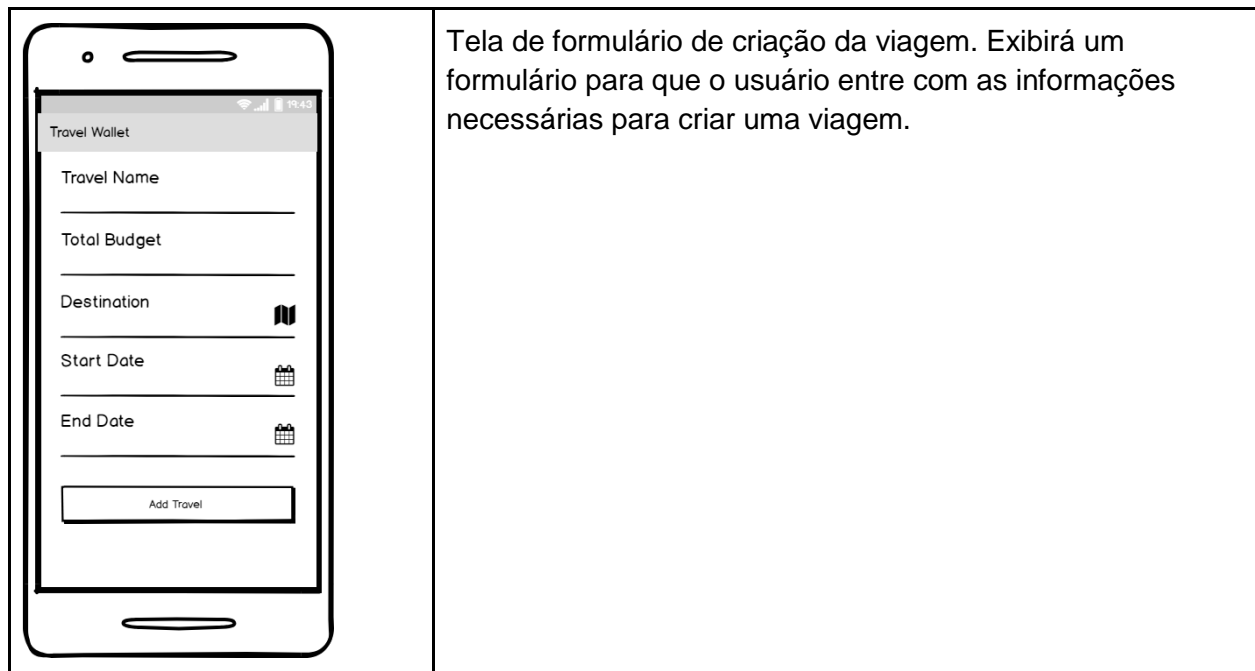 19:43
Travel Wallet
Travel Name
Total Budget
Destination
Start Date
End Date
Add Travel
Tela de formulário de criação da viagem. Exibirá um
formulário para que o usuário entre com as informações
necessárias para criar uma viagem.